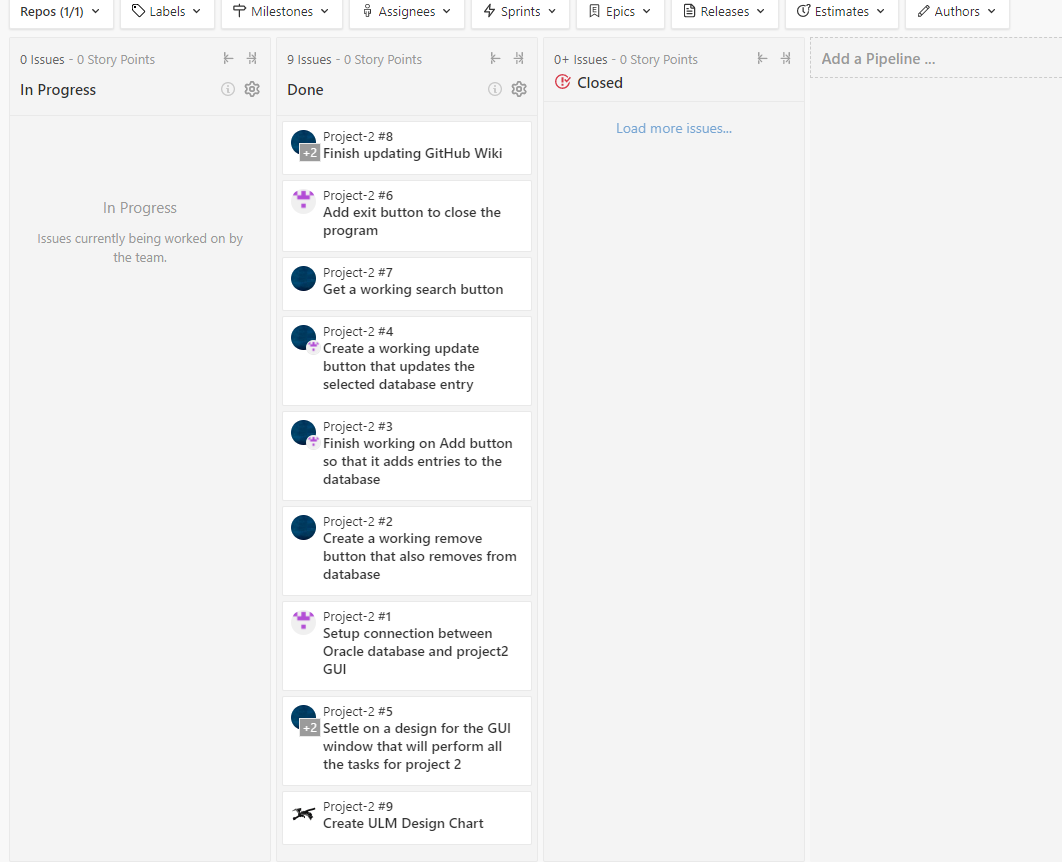 Repos (1/1)
Labels
Milestones
Assignees
Sprints
Epics
Releases
Estimates
Authors
0 Issues - 0 Story Points
In Progress
In Progress
Issues currently being worked on by
the team.
9 Issues - 0 Story Points
Done
Project-2 #8
+2
Finish updating GitHub Wiki
Project-2 #6
Add exit button to close the
program
Project-2 #7
Get a working search button
Project-2 #4
Create a working update
button that updates the
selected database entry
Project-2 #3
Finish working on Add button
so that it adds entries to the
database
Project-2 #2
Create a working remove
button that also removes from
database
Project-2 #1
Setup connection between
Oracle database and project2
GUI
Project-2 #5
+2
Settle on a design for the GUI
window that will perform all
the tasks for project 2
Project-2 #9
Create ULM Design Chart
0+ Issues - 0 Story Points
Closed
Load more issues...
Add a Pipeline ...